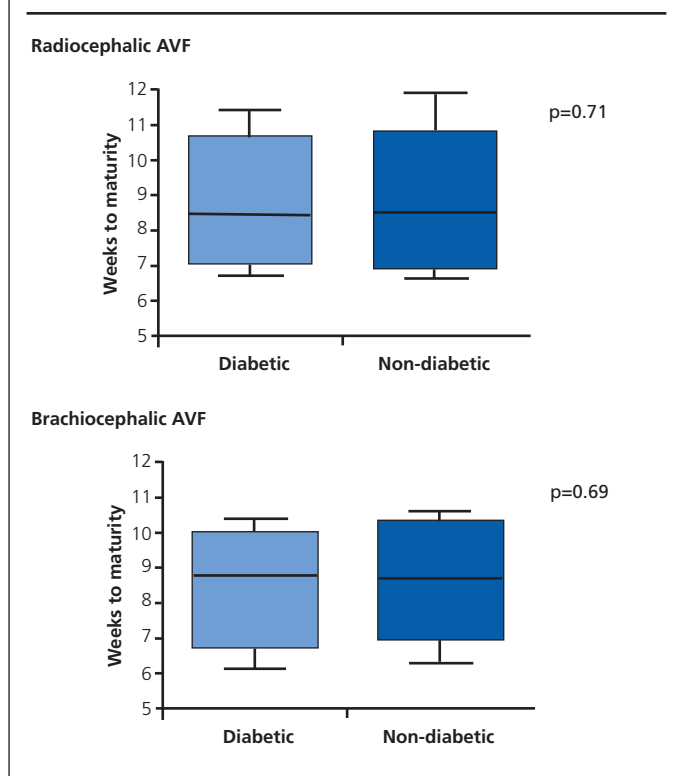 Radiocephalic AVF
p=0.71
Weeks to maturity
12
11
10
9
8
7
6
5
Diabetic Non-diabetic
Brachiocephalic AVF
p=0.69
Weeks to maturity
12
11
10
9
8
7
6
5
Diabetic Non-diabetic